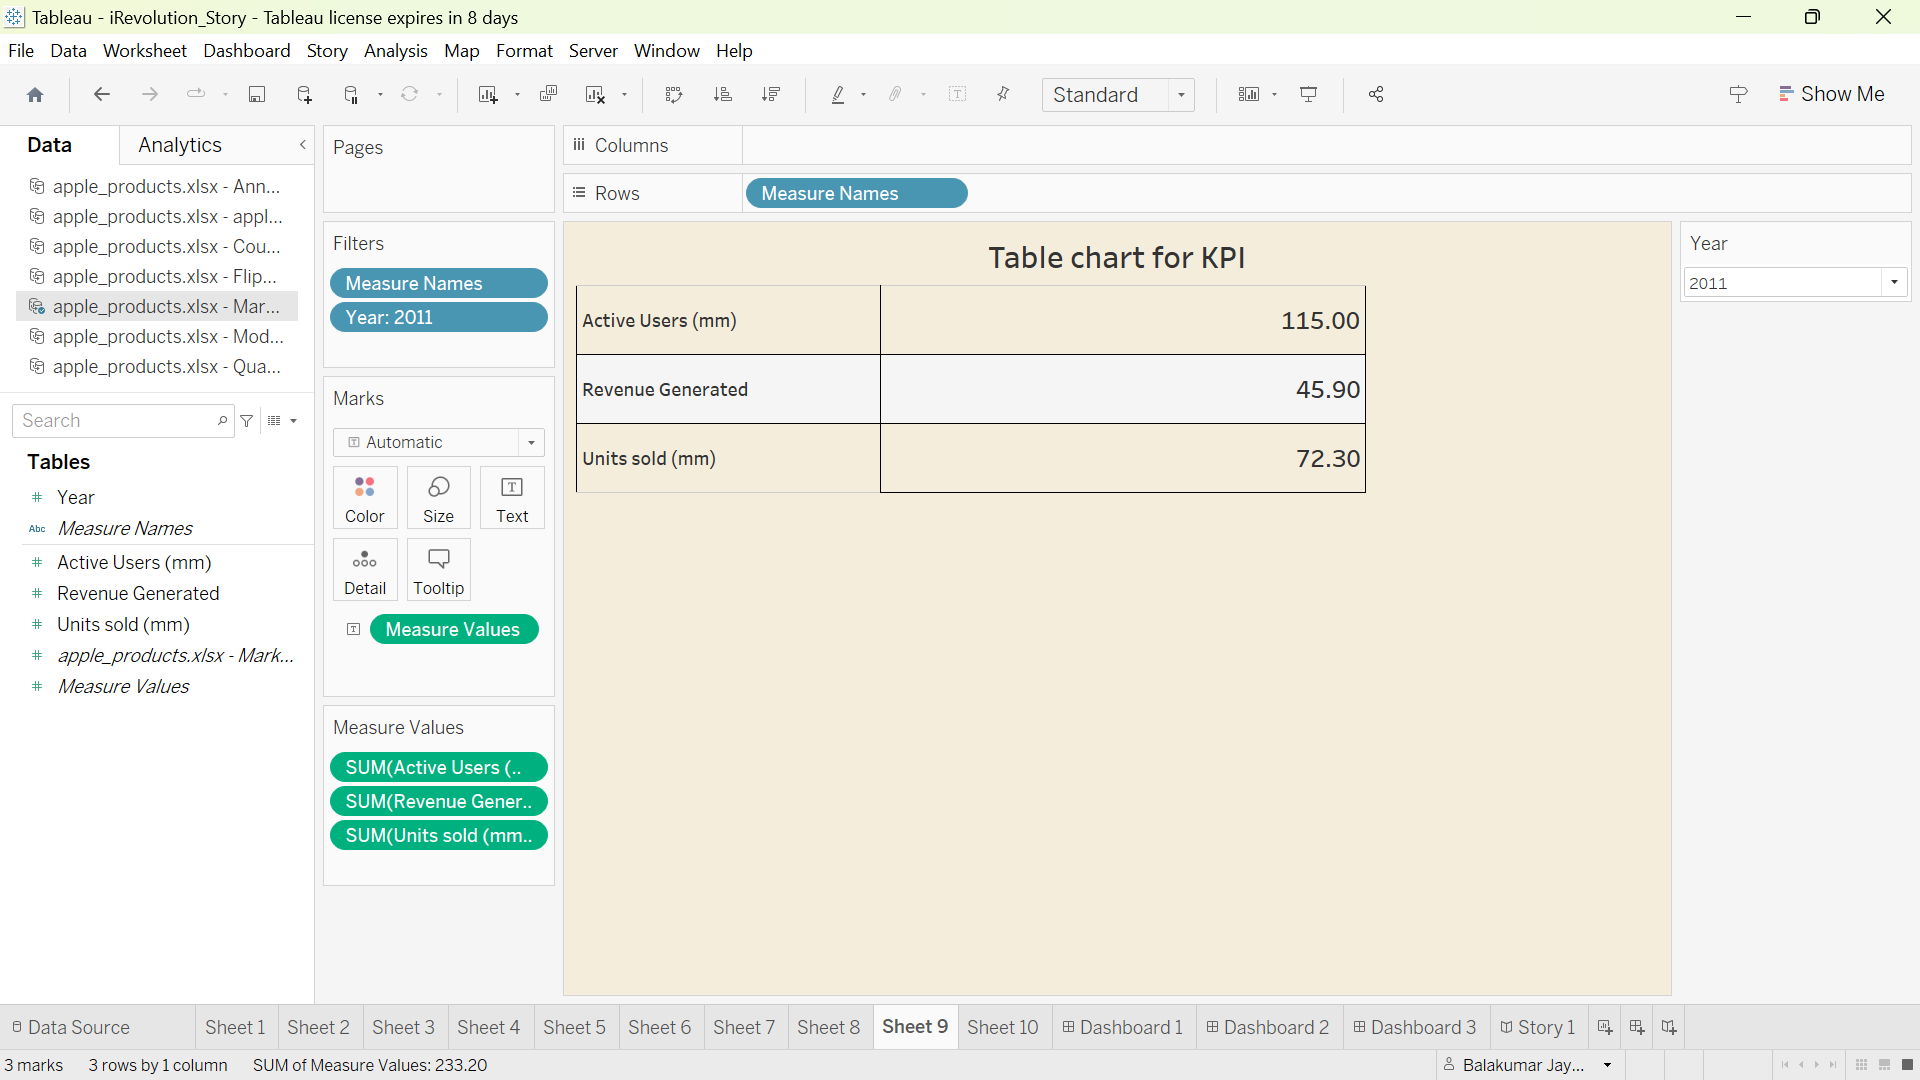 Tableau - iRevolution_Story - Tableau license expires in 8 days
File Data Worksheet Dashboard Story Analysis Map Format Server Window Help
Standard
Show Me
Data
Analytics
apple_products.xlsx - Ann...
apple_products.xlsx - appl...
apple_products.xlsx - Cou...
apple_products.xlsx - Flip...
apple_products.xlsx - Mar...
apple_products.xlsx - Mod...
apple_products.xlsx - Qua...
Search
Tables
# Year
Abc Measure Names
# Active Users (mm)
# Revenue Generated
# Units sold (mm)
# apple_products.xlsx - Mark...
# Measure Values
Pages
Filters
Measure Names
Year: 2011
Marks
T Automatic
Color
Size
T
Text
Detail
Tooltip
T Measure Values
Measure Values
SUM(Active Users (..
SUM(Revenue Gener..
SUM(Units sold (mm..
Columns
Rows
Measure Names
Table chart for KPI
Active Users (mm) 115.00
Revenue Generated 45.90
Units sold (mm) 72.30
Year
2011
Data Source Sheet 1 Sheet 2 Sheet 3 Sheet 4 Sheet 5 Sheet 6 Sheet 7 Sheet 8 Sheet 9 Sheet 10 Dashboard 1 Dashboard 2 Dashboard 3 Story 1
3 marks 3 rows by 1 column SUM of Measure Values: 233.20
Balakumar Jay...